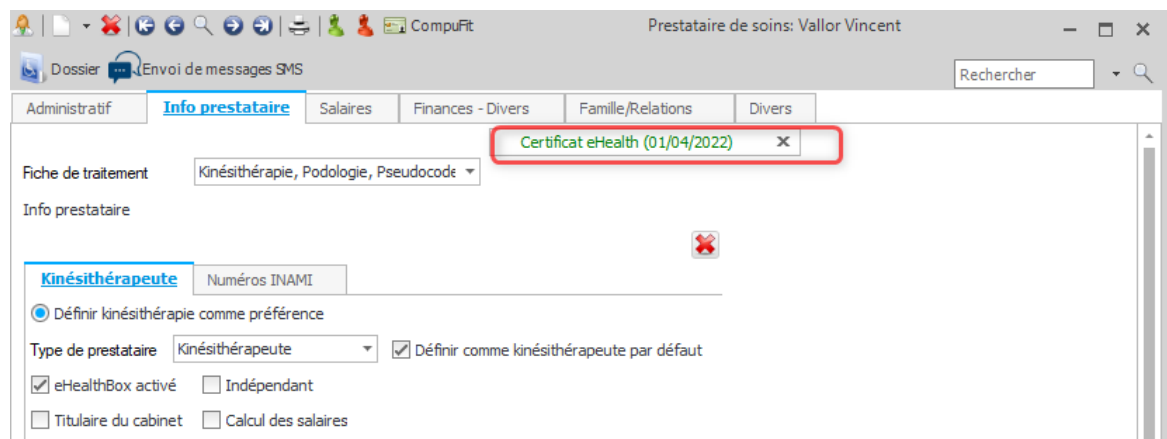 CompuFit Prestataire de soins: Vallor Vincent
Dossier Envoi de messages SMS Rechercher
Administratif Info prestataire Salaires Finances - Divers Famille/Relations Divers
Certificat eHealth (01/04/2022)
Fiche de traitement Kinésithérapie, Podologie, Pseudocode
Info prestataire
Kinésithérapeute Numéros INAMI
Définir kinésithérapie comme préférence
Type de prestataire Kinésithérapeute Définir comme kinésithérapeute par défaut
eHealthBox activé Indépendant
Titulaire du cabinet Calcul des salaires